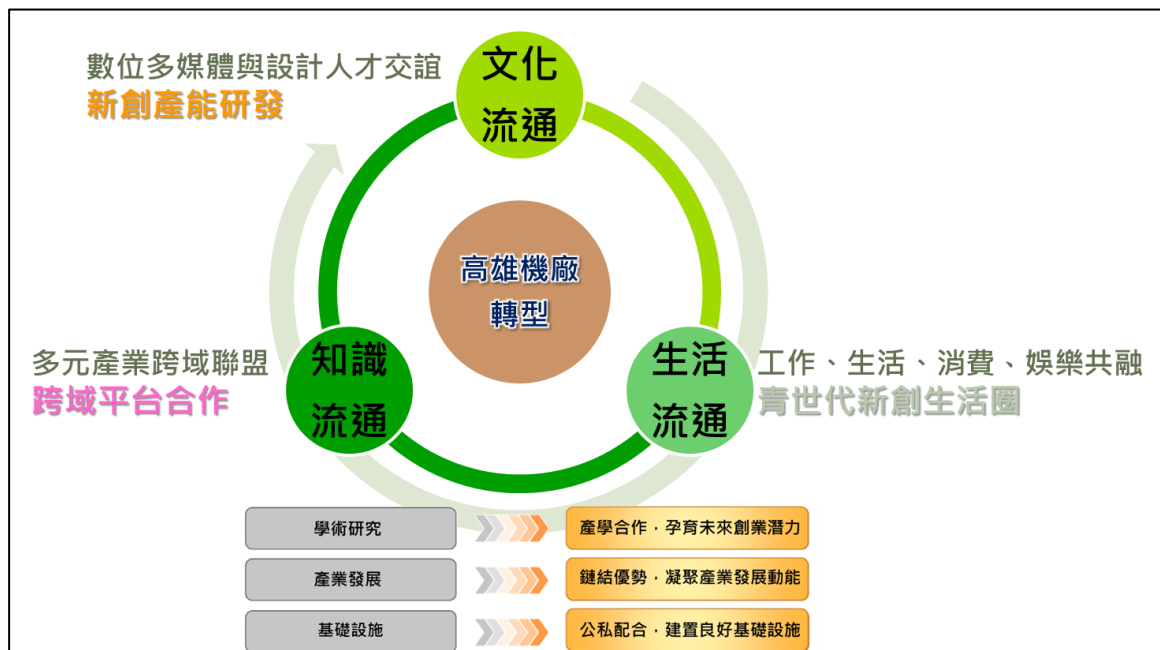 數位多媒體與設計人才交誼
新創產能研發
文化
流通
高雄機廠
轉型
多元產業跨域聯盟
跨域平台合作
知識
流通
生活
流通
工作、生活、消費、娛樂共融
青世代新創生活圈
學術研究
產學合作．孕育未來創業潛力
產業發展
鏈結優勢．凝聚產業發展動能
基礎設施
公私配合．建置良好基礎設施